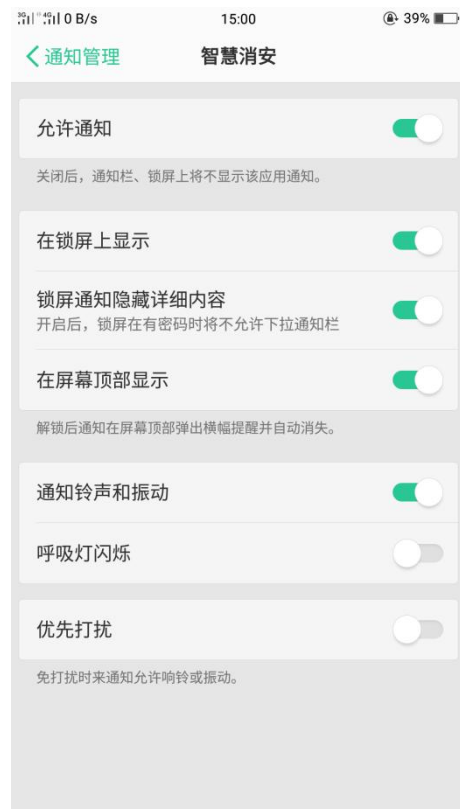 3G 4G 0 B/s 15:00 39%
通知管理 智慧消安
允许通知
关闭后，通知栏、锁屏上将不显示该应用通知。
在锁屏上显示
锁屏通知隐藏详细内容
开启后，锁屏在有密码时将不允许下拉通知栏
在屏幕顶部显示
解锁后通知在屏幕顶部弹出横幅提醒并自动消失。
通知铃声和振动
呼吸灯闪烁
优先打扰
免打扰时来通知允许响铃或振动。